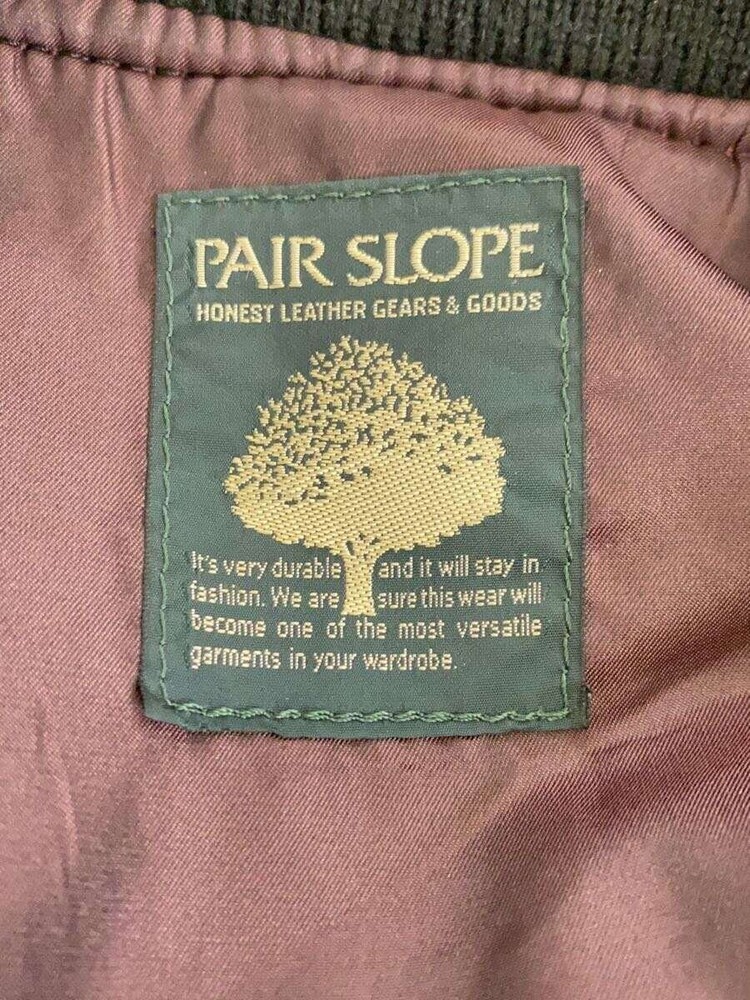 PAIR SLOPE
HONEST LEATHER GEARS & GOODS
It's very durable and it will stay in
fashion. We are sure this wear will
become one of the most versatile
garments in your wardrobe.